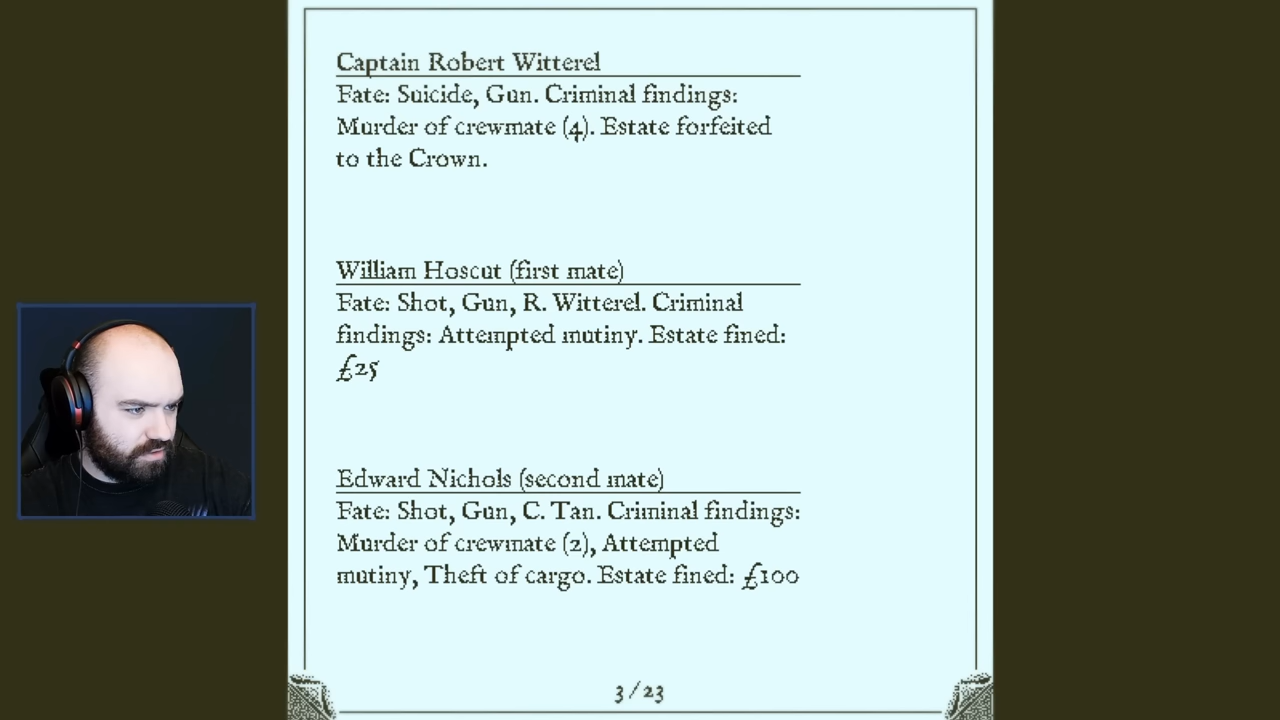 Captain Robert Witterel
Fate: Suicide, Gun. Criminal findings:
Murder of crewmate (4). Estate forfeited
to the Crown.
William Hoscut (first mate)
Fate: Shot, Gun, R. Witterel. Criminal
findings: Attempted mutiny. Estate fined:
£25
Edward Nichols (second mate)
Fate: Shot, Gun, C. Tan. Criminal findings:
Murder of crewmate (2), Attempted
mutiny, Theft of cargo. Estate fined: £100
3/23